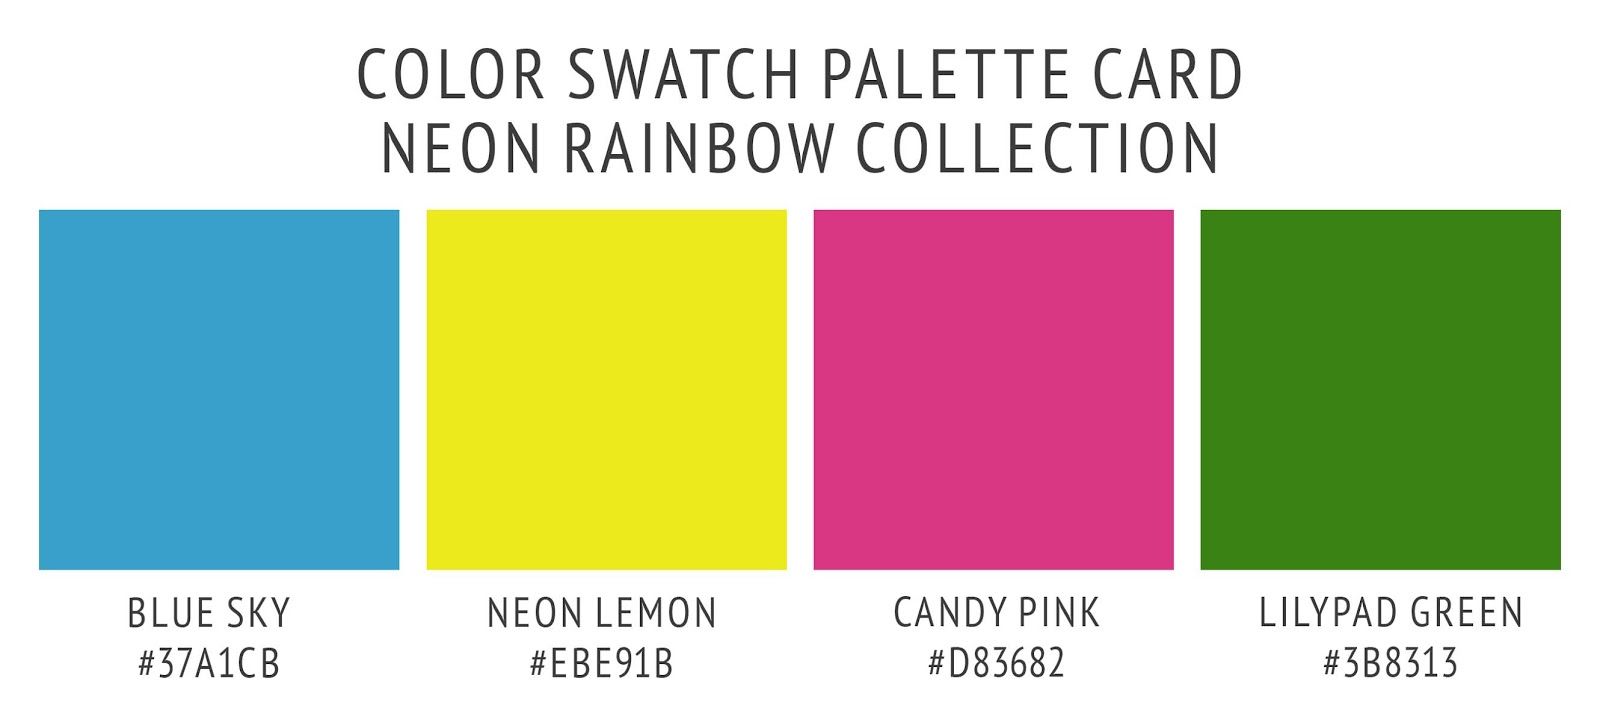 COLOR SWATCH PALETTE CARD
NEON RAINBOW COLLECTION
BLUE SKY
#37A1CB
NEON LEMON
#EBE91B
CANDY PINK
#D83682
LILYPAD GREEN
#3B8313